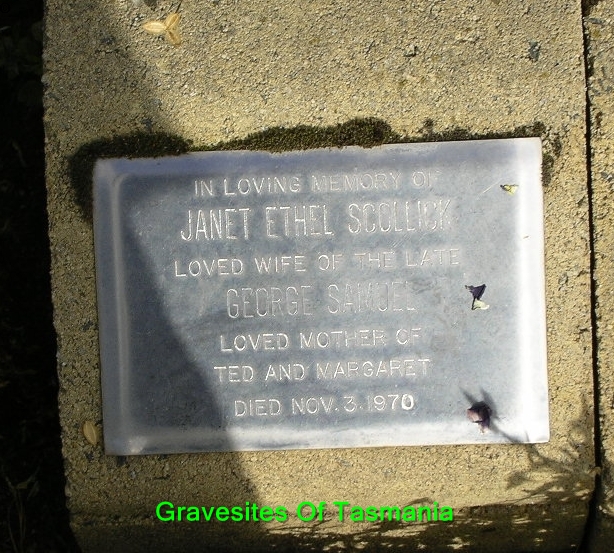 IN LOVING MEMORY OF
JANET ETHEL SCOLLICK
LOVED WIFE OF THE LATE
GEORGE SAMUEL
LOVED MOTHER OF
TED AND MARGARET
DIED NOV. 3. 1970
Gravesites Of Tasmania